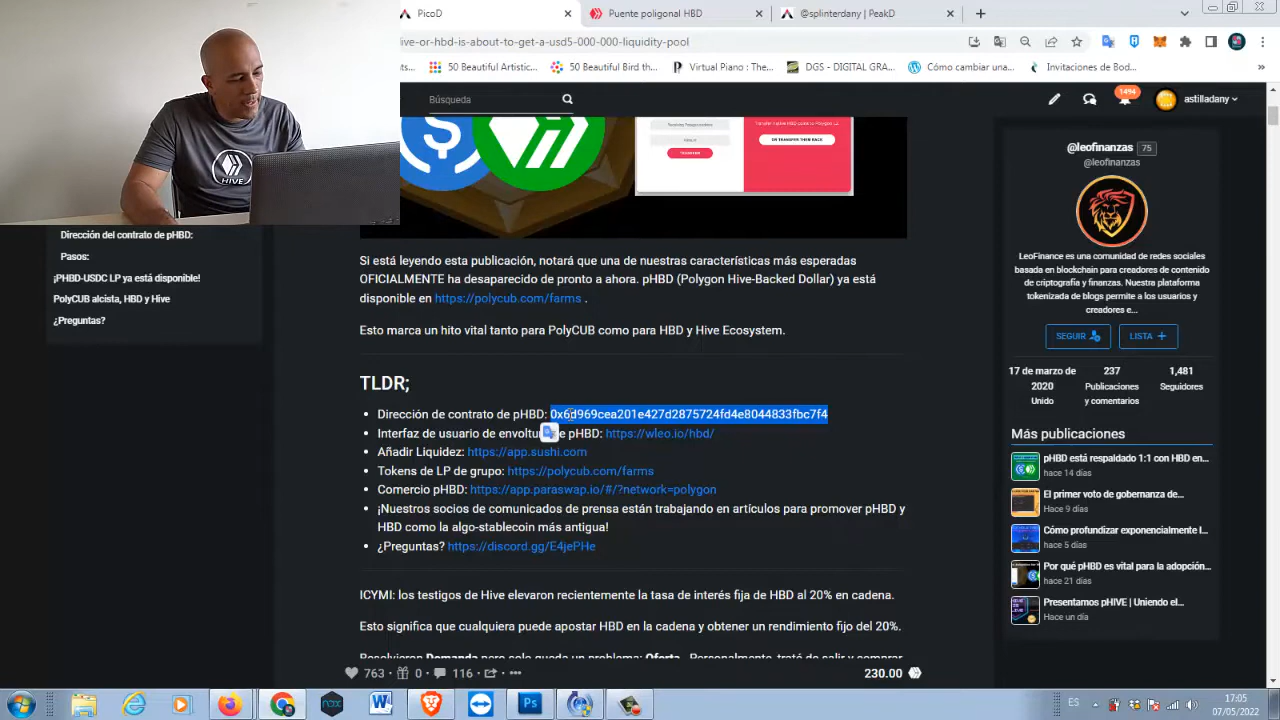 PicoD
Puente poligonal HBD
@splinterdany | PeakD
ive-or-hbd-is-about-to-get-a-usd5-000-000-liquidity-pool
50 Beautiful Artistic...
50 Beautiful Bird th...
Virtual Piano : The...
DGS - DIGITAL GRA...
Cómo cambiar una...
Invitaciones de Bod...
Búsqueda
1494
astilladany
HIVE
Dirección del contrato de pHBD:
Pasos:
¡PHBD-USDC LP ya está disponible!
PolyCUB alcista, HBD y Hive
¿Preguntas?
Si está leyendo esta publicación, notará que una de nuestras características más esperadas
OFICIALMENTE ha desaparecido de pronto a ahora. pHBD (Polygon Hive-Backed Dollar) ya está
disponible en https://polycub.com/farms .
Esto marca un hito vital tanto para PolyCUB como para HBD y Hive Ecosystem.
TLDR;
Dirección de contrato de pHBD: 0x6d969cea201e427d2875724fd4e8044833fbc7f4
Interfaz de usuario de envoltu e pHBD: https://wleo.io/hbd/
Añadir Liquidez: https://app.sushi.com
Tokens de LP de grupo: https://polycub.com/farms
Comercio pHBD: https://app.paraswap.io/#/?network=polygon
¡Nuestros socios de comunicados de prensa están trabajando en artículos para promover pHBD y
HBD como la algo-stablecoin más antigua!
¿Preguntas? https://discord.gg/E4jePHe
ICYMI: los testigos de Hive elevaron recientemente la tasa de interés fija de HBD al 20% en cadena.
Esto significa que cualquiera puede apostar HBD en la cadena y obtener un rendimiento fijo del 20%.
763
0
116
230.00
@leofinanzas 75
@leofinanzas
LeoFinance es una comunidad de redes sociales
basada en blockchain para creadores de contenido
de criptografía y finanzas. Nuestra plataforma
tokenizada de blogs permite a los usuarios y
creadores e...
SEGUIR
LISTA
17 de marzo de 2020
Unido
237
Publicaciones y comentarios
1,481
Seguidores
Más publicaciones
pHBD está respaldado 1:1 con HBD en...
hace 14 días
El primer voto de gobernanza de...
Hace 9 días
Cómo profundizar exponencialmente l...
hace 5 días
Por qué pHBD es vital para la adopción...
hace 21 días
Presentamos pHIVE | Uniendo el...
Hace un día
ES
17:05
07/05/2022